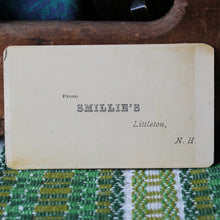 From
SMILLIE'S
Littleton,
N. H.